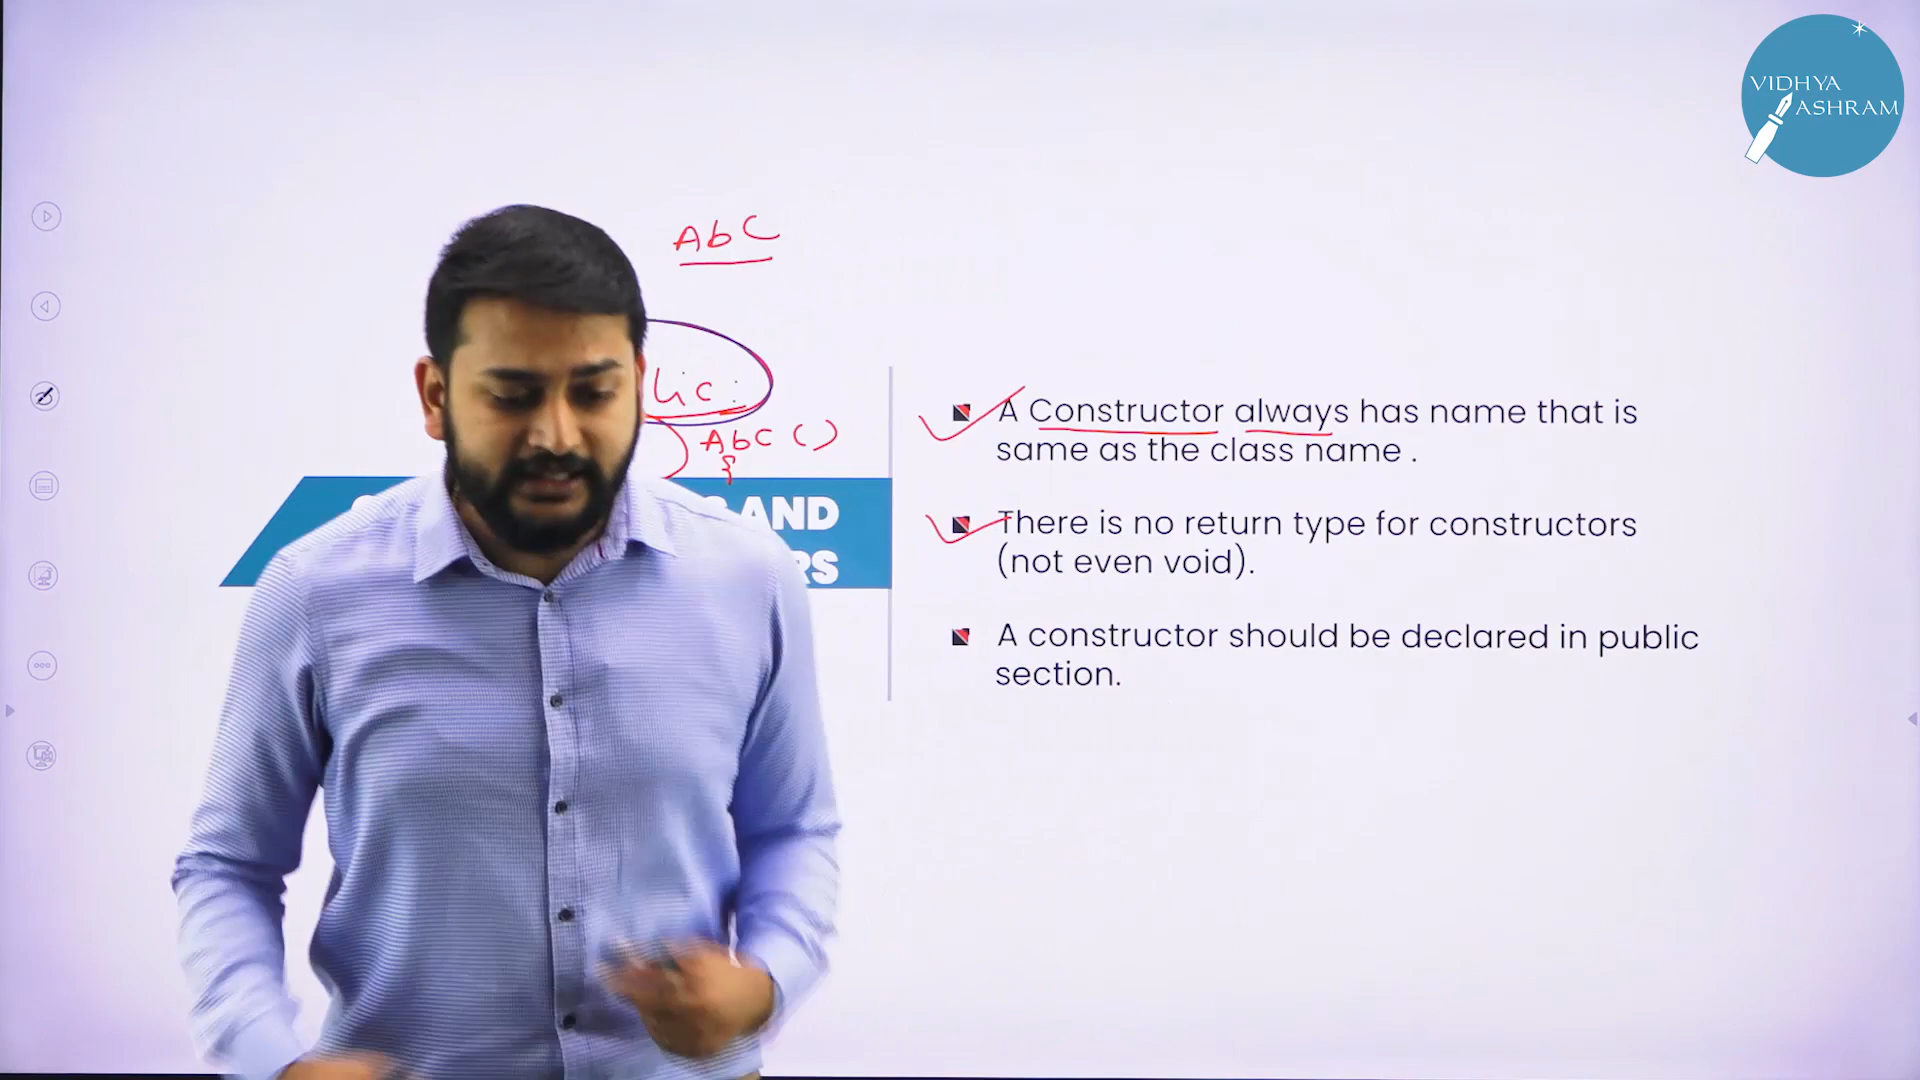 VIDHYA
ASHRAM
AbC
lic :
AbC ( )
{
AND
RS
A Constructor always has name that is
same as the class name .
There is no return type for constructors
(not even void).
A constructor should be declared in public
section.